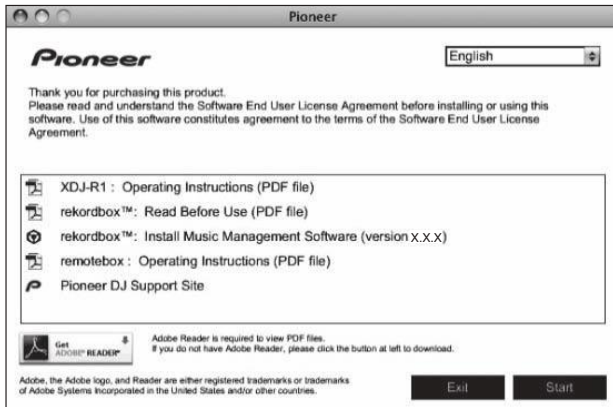 Pioneer
Pioneer
English
Thank you for purchasing this product.
Please read and understand the Software End User License Agreement before installing or using this
software. Use of this software constitutes agreement to the terms of the Software End User License
Agreement.
XDJ-R1 : Operating Instructions (PDF file)
rekordbox™: Read Before Use (PDF file)
rekordbox™: Install Music Management Software (version X.X.X)
remotebox : Operating Instructions (PDF file)
Pioneer DJ Support Site
Get
ADOBE® READER®
Adobe Reader is required to view PDF files.
If you do not have Adobe Reader, please click the button at left to download.
Adobe, the Adobe logo, and Reader are either registered trademarks or trademarks
of Adobe Systems Incorporated in the United States and/or other countries.
Exit
Start